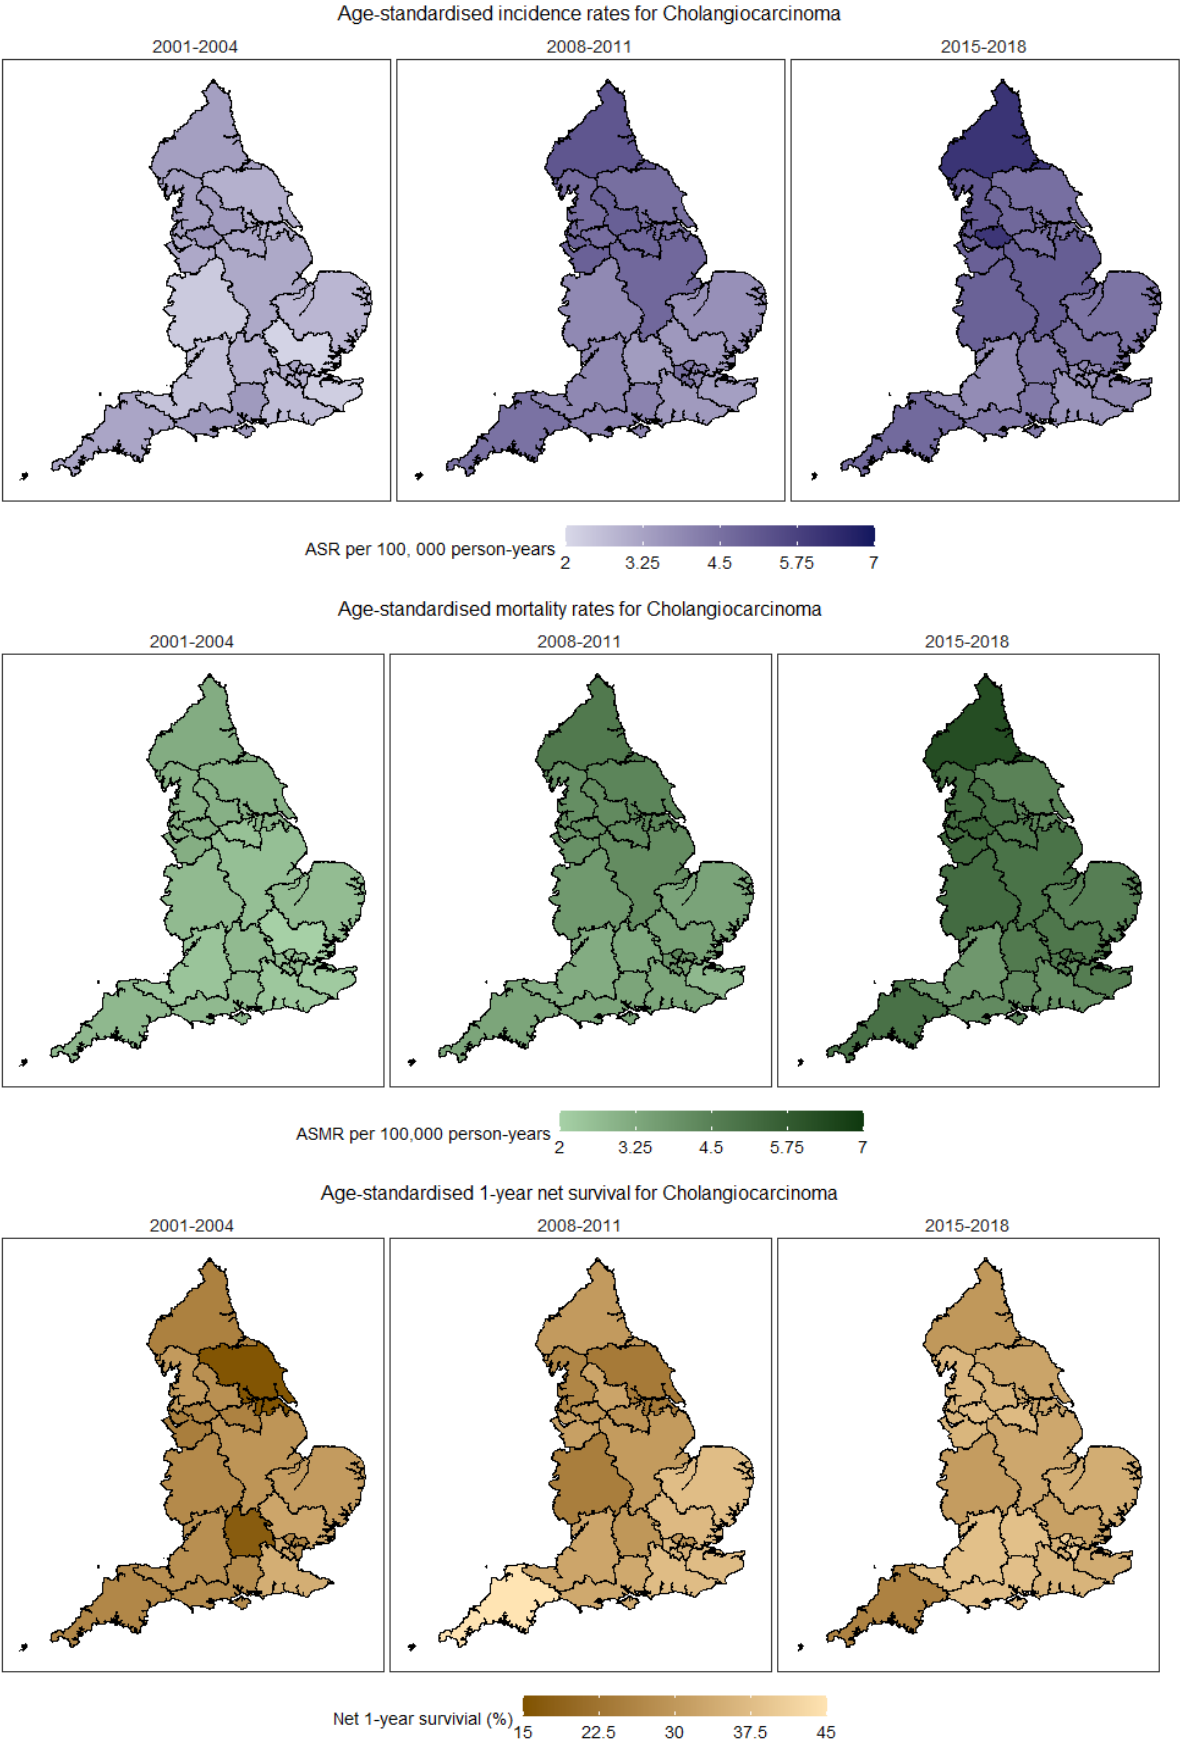 Age-standardised incidence rates for Cholangiocarcinoma
2001-2004 2008-2011 2015-2018
ASR per 100, 000 person-years
2 3.25 4.5 5.75 7
Age-standardised mortality rates for Cholangiocarcinoma
2001-2004 2008-2011 2015-2018
ASMR per 100,000 person-years
2 3.25 4.5 5.75 7
Age-standardised 1-year net survival for Cholangiocarcinoma
2001-2004 2008-2011 2015-2018
Net 1-year survivial (%)
15 22.5 30 37.5 45